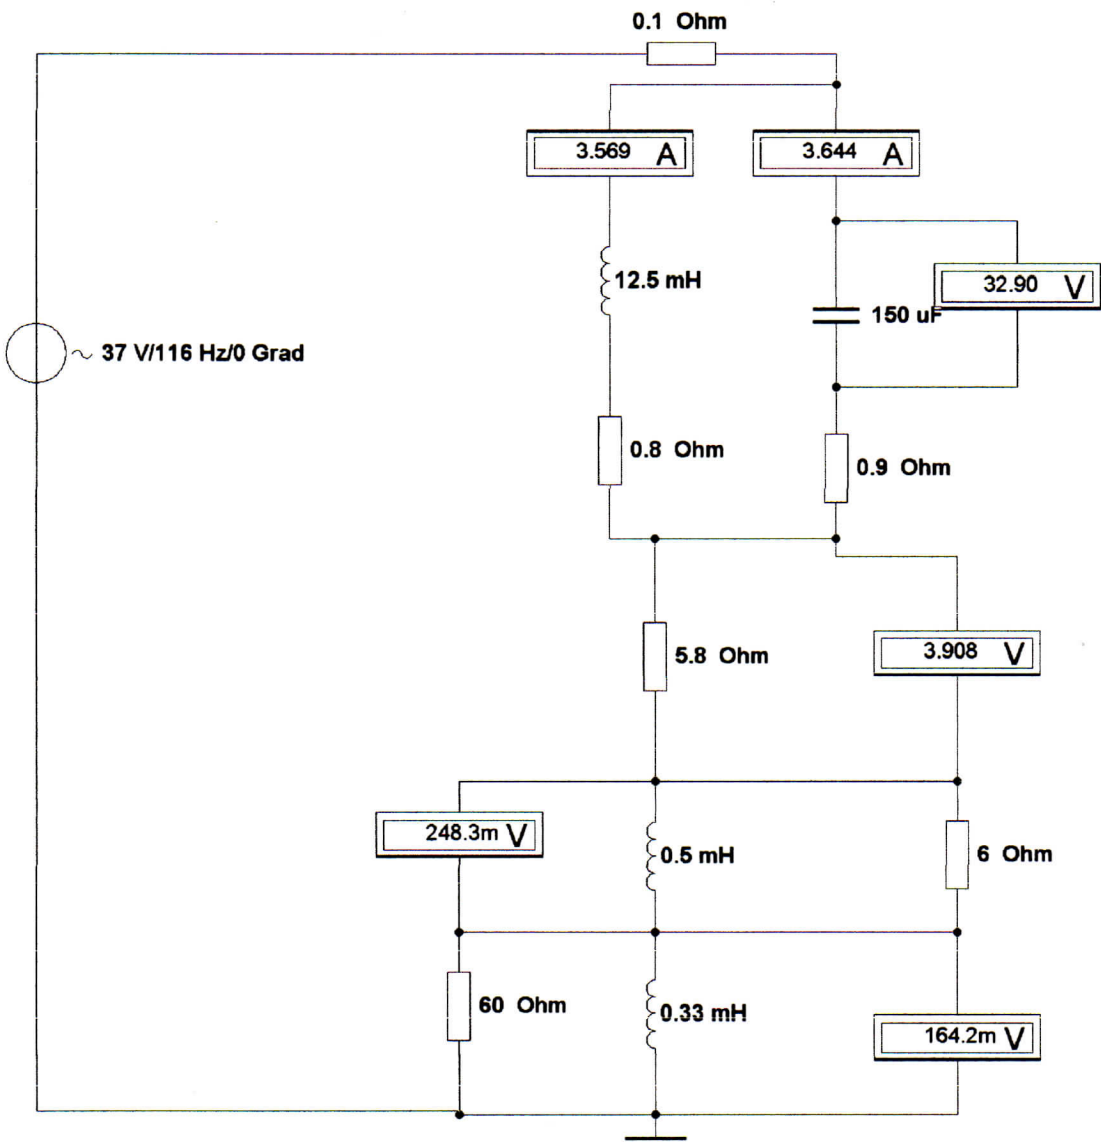 0.1 Ohm
3.569 A
3.644 A
12.5 mH
32.90 V
150 uF
~ 37 V/116 Hz/0 Grad
0.8 Ohm
0.9 Ohm
5.8 Ohm
3.908 V
248.3m V
0.5 mH
6 Ohm
60 Ohm
0.33 mH
164.2m V